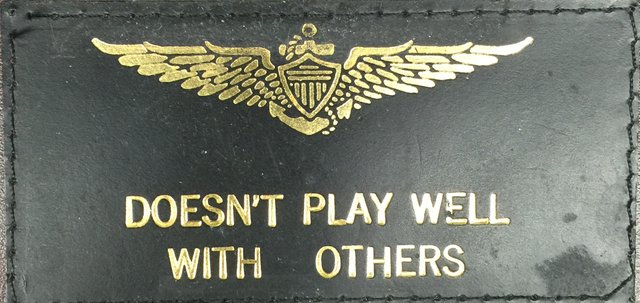 DOESN'T PLAY WELL
WITH OTHERS